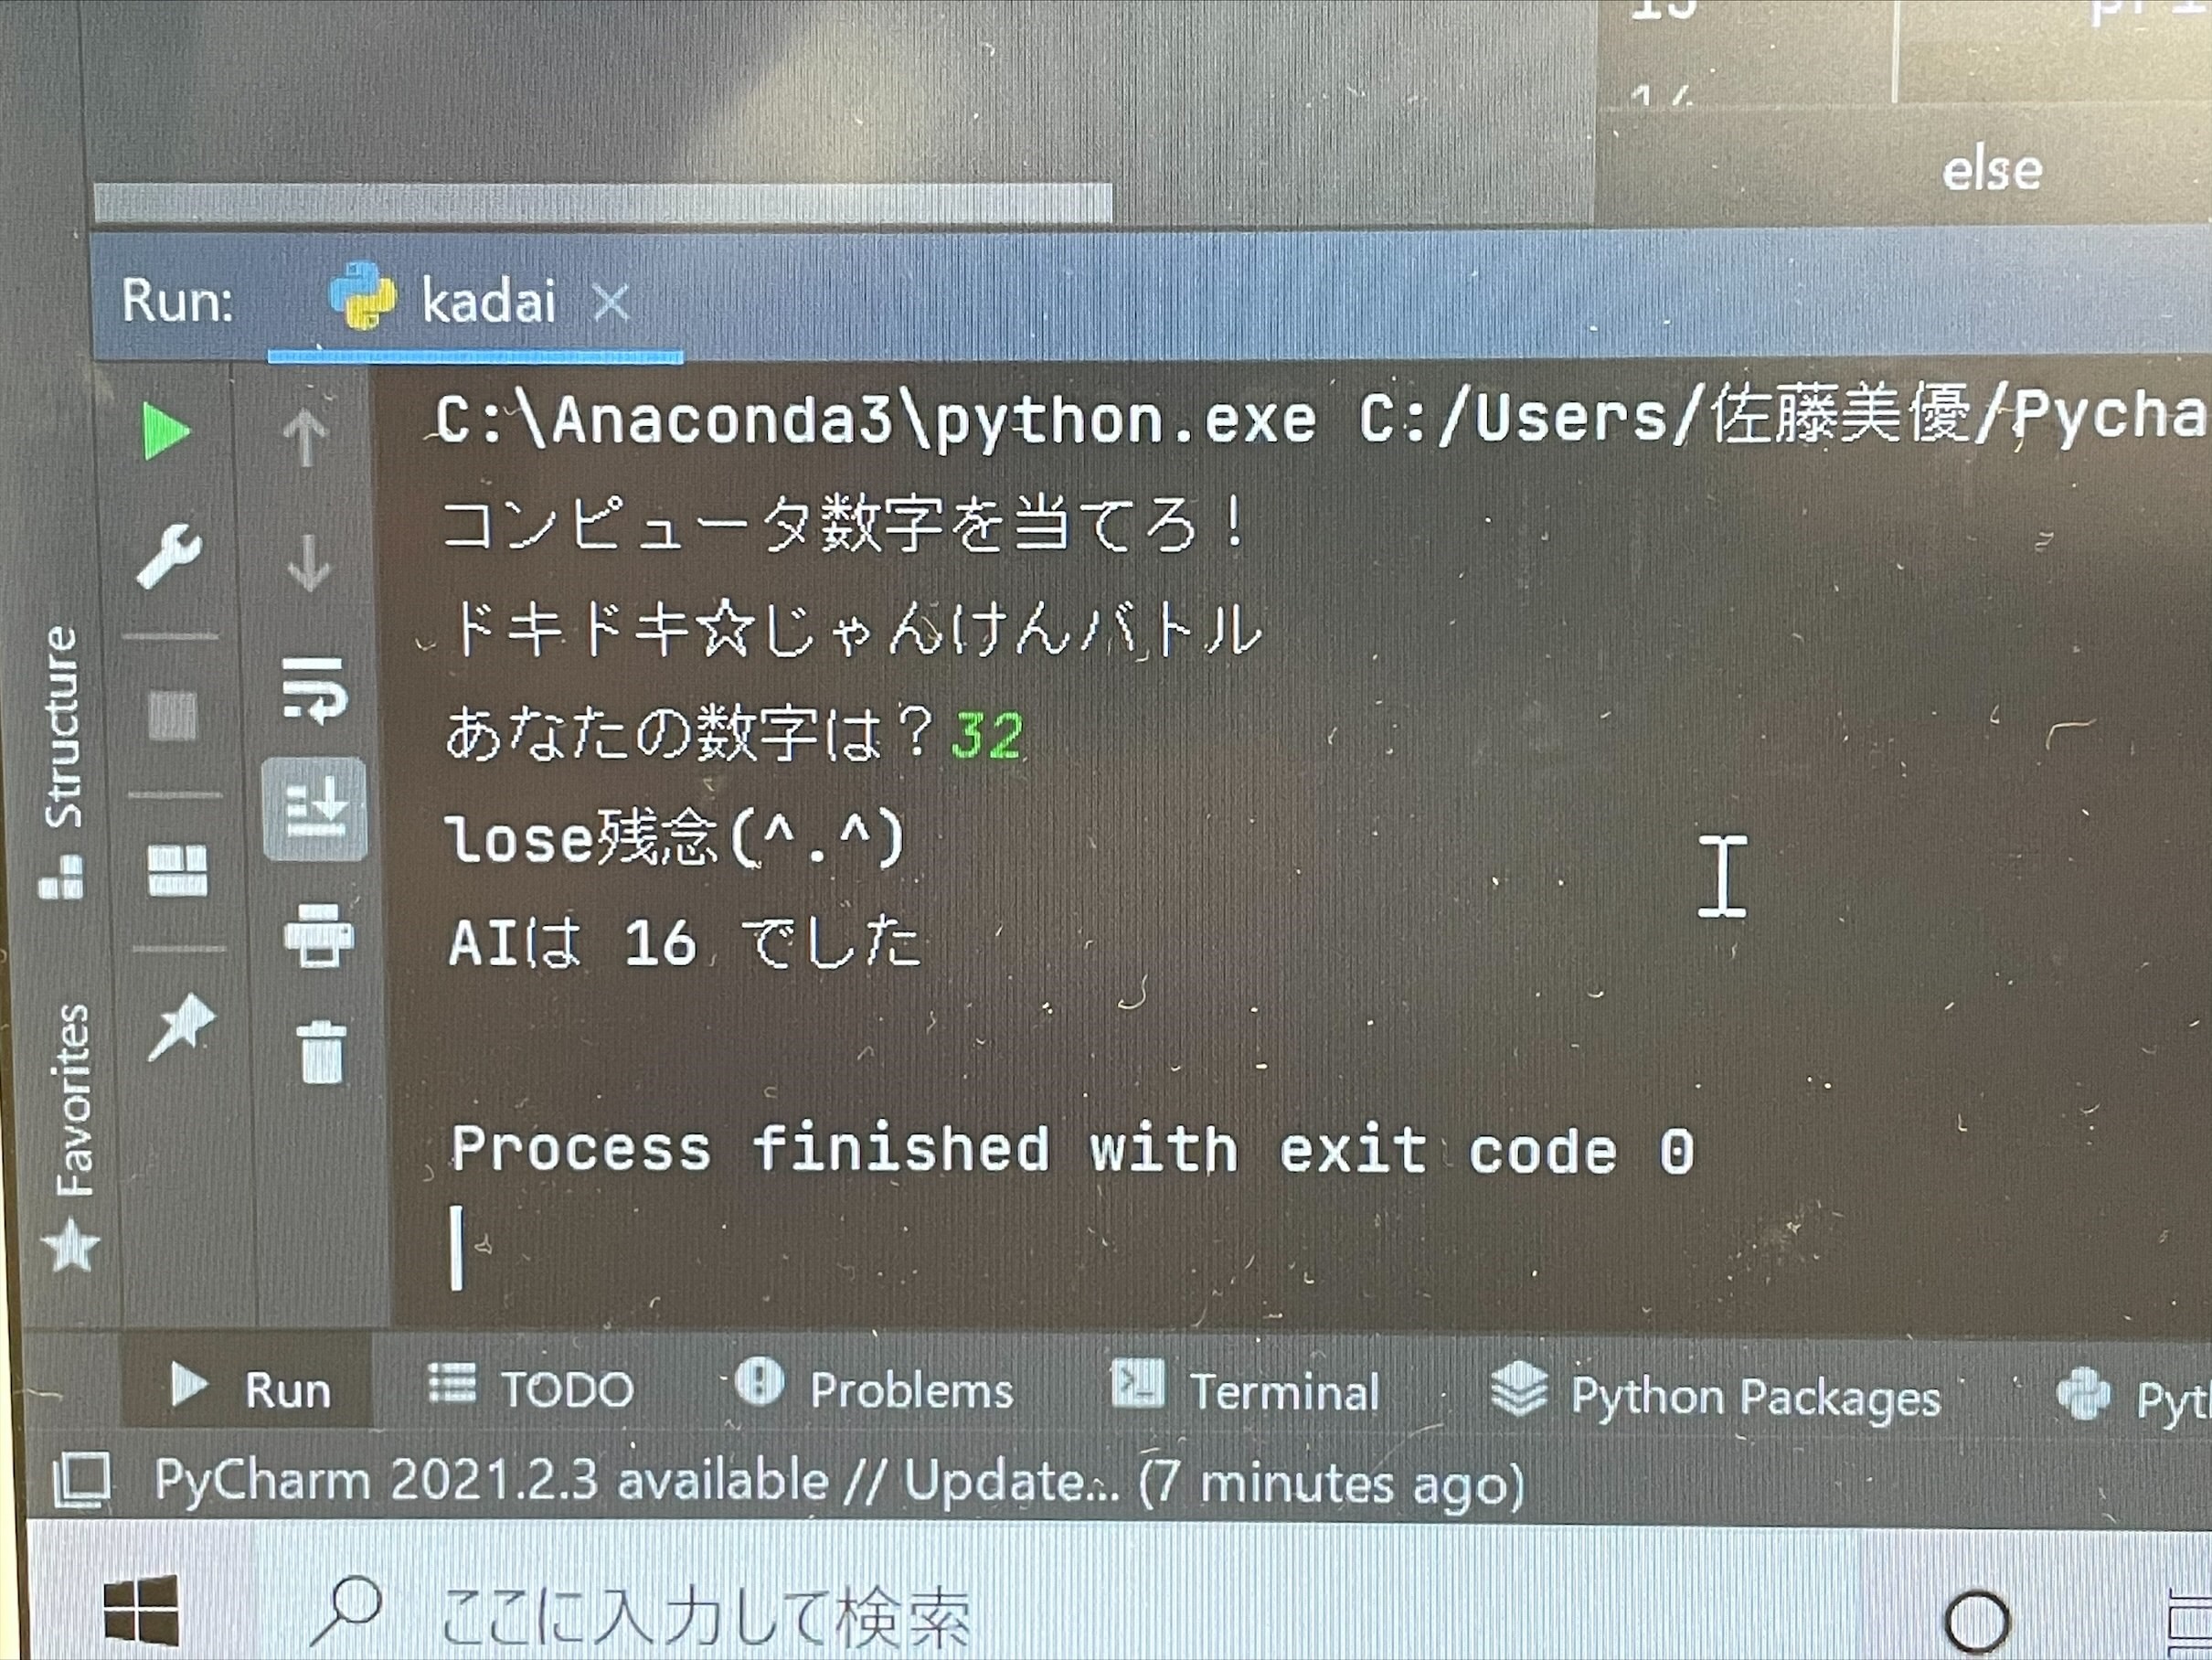 else
Run: kadai
C:\Anaconda3\python.exe C:/Users/佐藤美優/Pycha
コンピュータ数字を当てろ！
ドキドキ☆じゃんけんバトル
あなたの数字は？32
lose残念(^.^)
AIは 16 でした
Process finished with exit code 0
Structure
Favorites
Run TODO Problems Terminal Python Packages
PyCharm 2021.2.3 available // Update... (7 minutes ago)
ここに入力して検索